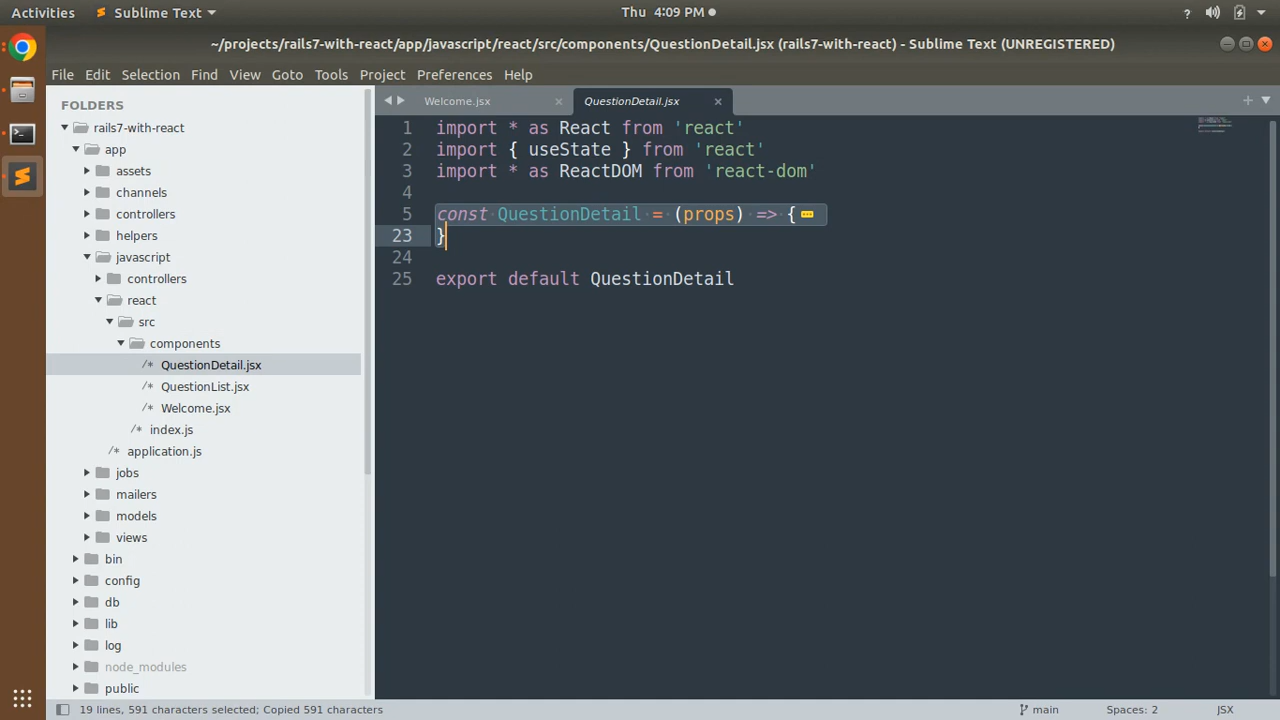 Activities
Sublime Text
Thu 4:09 PM
?
~/projects/rails7-with-react/app/javascript/react/src/components/QuestionDetail.jsx (rails7-with-react) - Sublime Text (UNREGISTERED)
File Edit Selection Find View Goto Tools Project Preferences Help
FOLDERS
rails7-with-react
app
assets
channels
controllers
helpers
javascript
controllers
react
src
components
/* QuestionDetail.jsx
/* QuestionList.jsx
/* Welcome.jsx
/* index.js
/* application.js
jobs
mailers
models
views
bin
config
db
lib
log
node_modules
public
Welcome.jsx ×
QuestionDetail.jsx ×
1 import * as React from 'react'
2 import { useState } from 'react'
3 import * as ReactDOM from 'react-dom'
4
5 const QuestionDetail = (props) => {
23 }
24
25 export default QuestionDetail
19 lines, 591 characters selected; Copied 591 characters
main
Spaces: 2
JSX